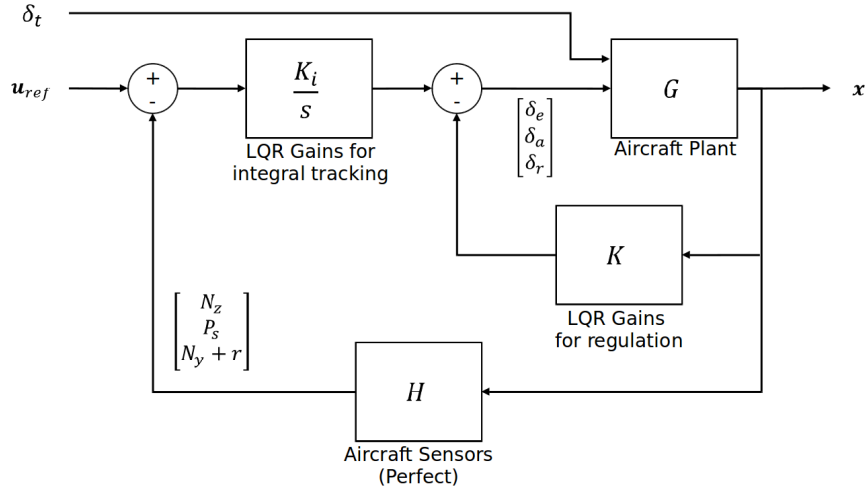 δ_t
u_ref
+
-
K_i
s
LQR Gains for
integral tracking
+
-
δ_e
δ_a
δ_r
G
Aircraft Plant
x
K
LQR Gains
for regulation
N_z
P_s
N_y + r
H
Aircraft Sensors
(Perfect)